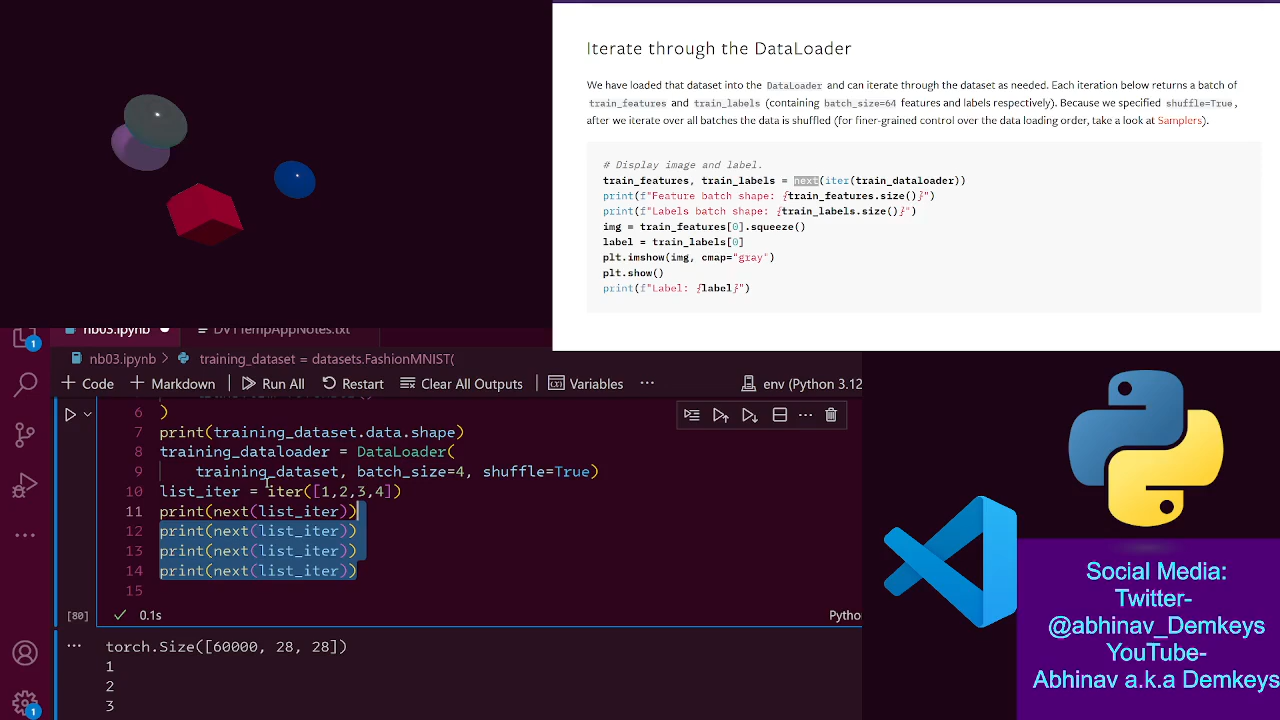 Iterate through the DataLoader
We have loaded that dataset into the DataLoader and can iterate through the dataset as needed. Each iteration below returns a batch of
train_features and train_labels (containing batch_size=64 features and labels respectively). Because we specified shuffle=True,
after we iterate over all batches the data is shuffled (for finer-grained control over the data loading order, take a look at Samplers).
# Display image and label.
train_features, train_labels = next(iter(train_dataloader))
print(f"Feature batch shape: {train_features.size()}")
print(f"Labels batch shape: {train_labels.size()}")
img = train_features[0].squeeze()
label = train_labels[0]
plt.imshow(img, cmap="gray")
plt.show()
print(f"Label: {label}")
nb03.ipynb
DVTTempAppNotes.txt
1
nb03.ipynb > training_dataset = datasets.FashionMNIST(
+ Code + Markdown Run All Restart Clear All Outputs Variables ... env (Python 3.12
6 )
7 print(training_dataset.data.shape)
8 training_dataloader = DataLoader(
9 training_dataset, batch_size=4, shuffle=True)
10 list_iter = iter([1,2,3,4])
11 print(next(list_iter))
12 print(next(list_iter))
13 print(next(list_iter))
14 print(next(list_iter))
15
[80] 0.1s Python
torch.Size([60000, 28, 28])
1
2
3
1
Social Media:
Twitter-
@abhinav_Demkeys
YouTube-
Abhinav a.k.a Demkeys